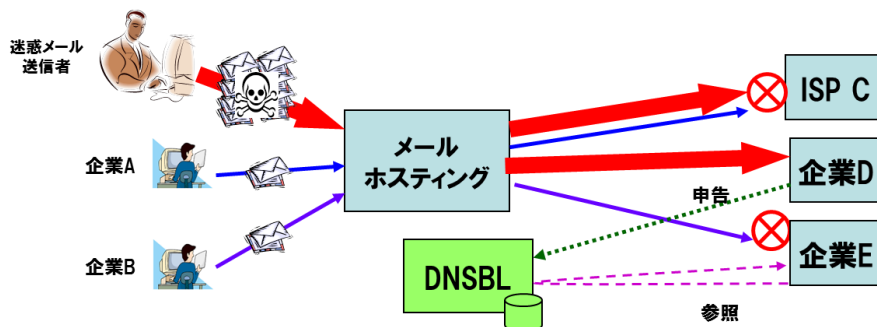 迷惑メール
送信者
企業A
企業B
メール
ホスティング
ISP C
企業D
申告
企業E
DNSBL
参照